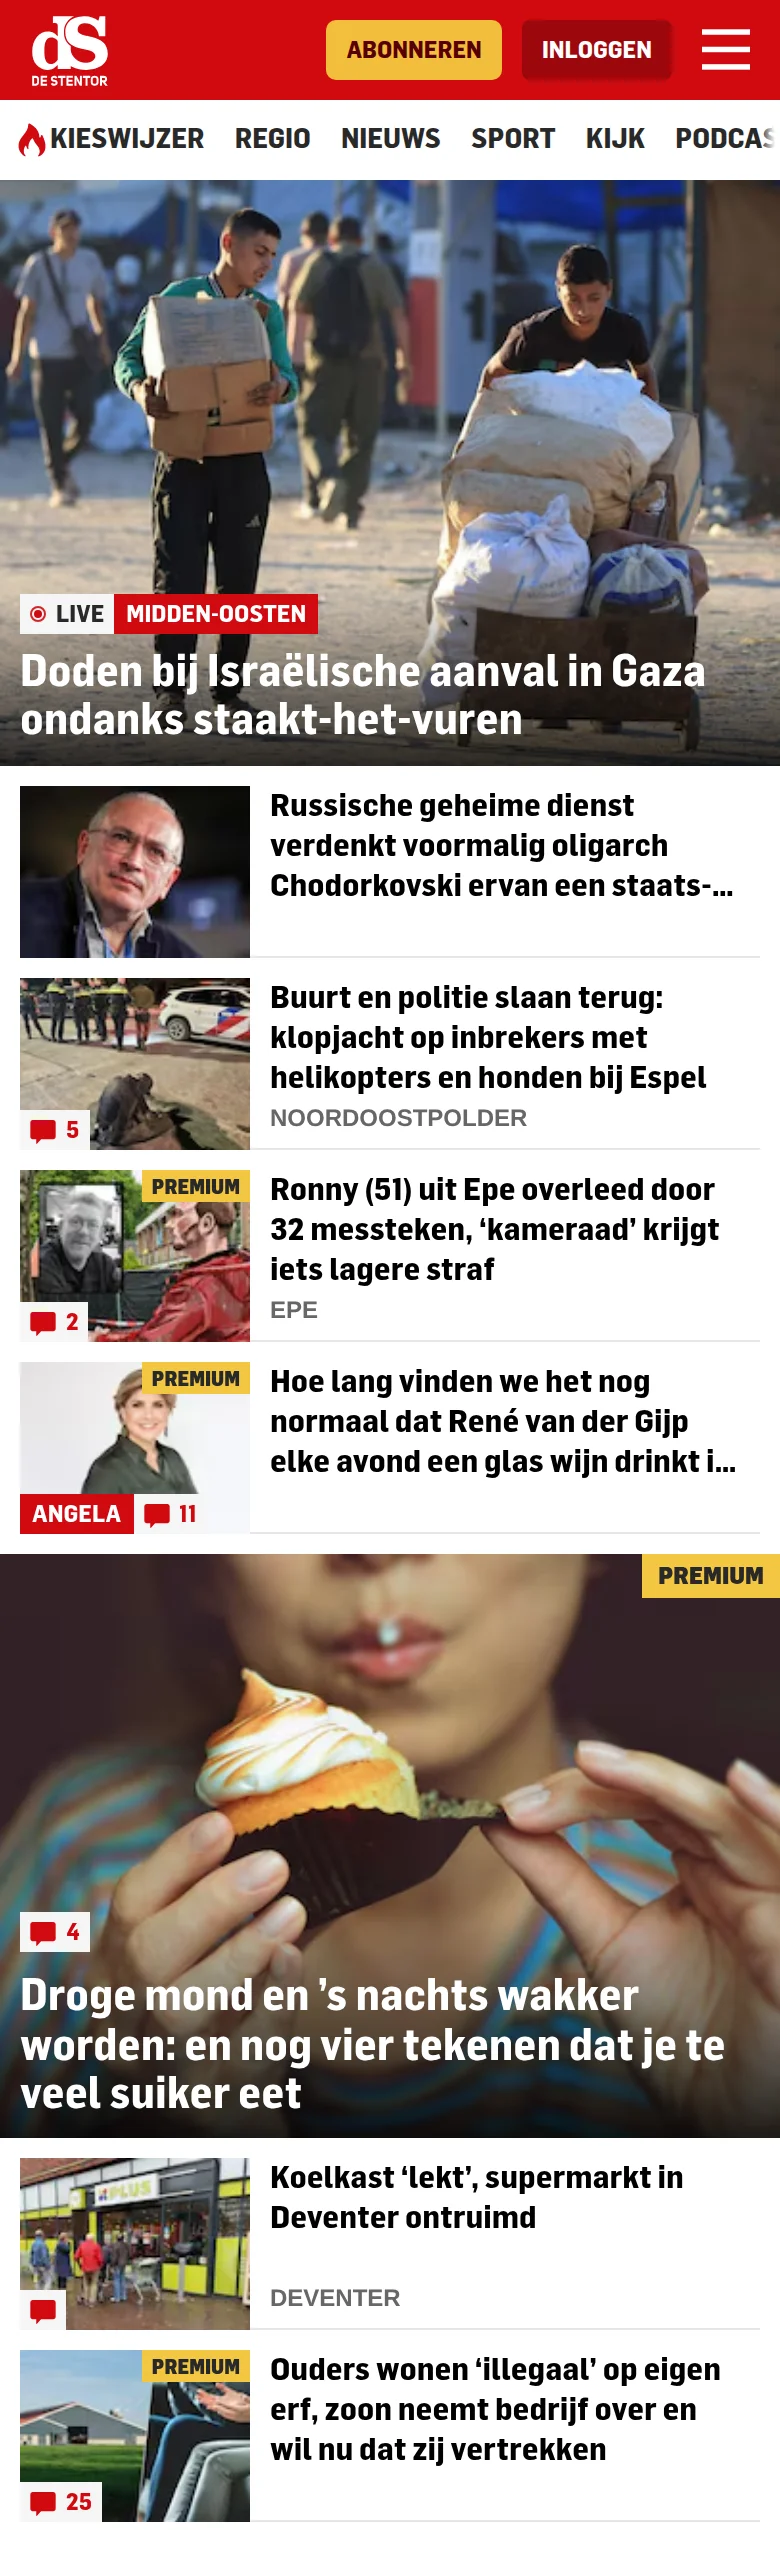 dS
DE STENTOR
ABONNEREN
INLOGGEN
KIESWIJZER REGIO NIEUWS SPORT KIJK PODCAS
LIVE MIDDEN-OOSTEN
Doden bij Israëlische aanval in Gaza
ondanks staakt-het-vuren
Russische geheime dienst
verdenkt voormalig oligarch
Chodorkovski ervan een staats-...
Buurt en politie slaan terug:
klopjacht op inbrekers met
helikopters en honden bij Espel
NOORDOOSTPOLDER
5
PREMIUM
Ronny (51) uit Epe overleed door
32 messteken, ‘kameraad’ krijgt
iets lagere straf
EPE
2
PREMIUM
Hoe lang vinden we het nog
normaal dat René van der Gijp
elke avond een glas wijn drinkt i...
ANGELA 11
PREMIUM
4
Droge mond en ’s nachts wakker
worden: en nog vier tekenen dat je te
veel suiker eet
PLUS
Koelkast ‘lekt’, supermarkt in
Deventer ontruimd
DEVENTER
PREMIUM
Ouders wonen ‘illegaal’ op eigen
erf, zoon neemt bedrijf over en
wil nu dat zij vertrekken
25